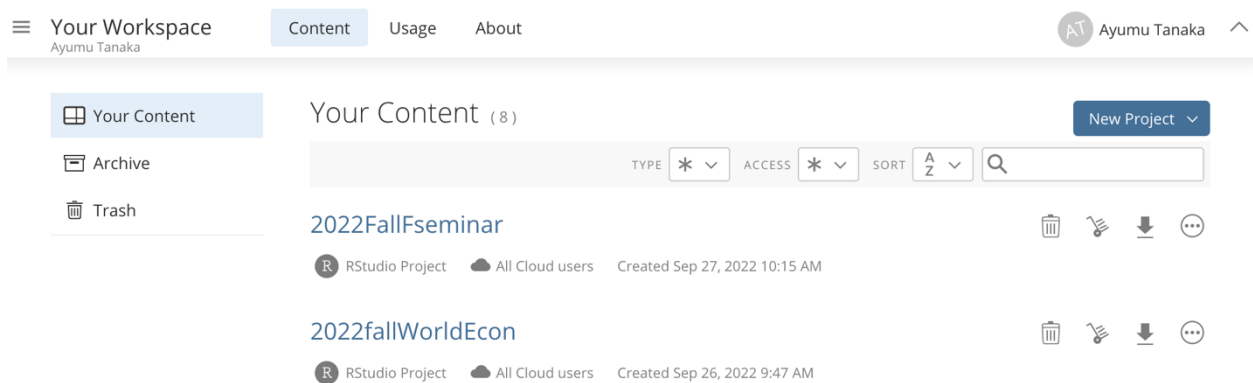 Your Workspace
Ayumu Tanaka
Content Usage About
AT Ayumu Tanaka
Your Content
Archive
Trash
Your Content (8)
New Project
TYPE * ACCESS * SORT A Z
2022FallFseminar
R RStudio Project All Cloud users Created Sep 27, 2022 10:15 AM
2022fallWorldEcon
R RStudio Project All Cloud users Created Sep 26, 2022 9:47 AM